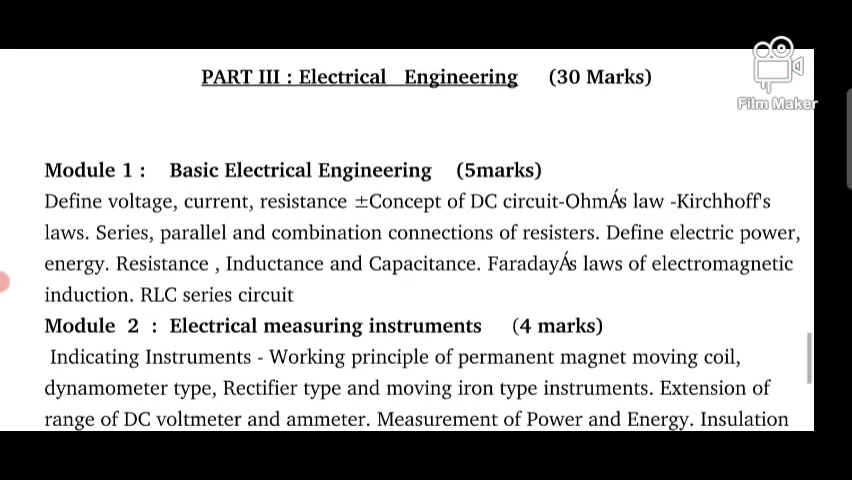 PART III : Electrical Engineering (30 Marks)
Film Maker
Module 1 : Basic Electrical Engineering (5marks)
Define voltage, current, resistance ±Concept of DC circuit-OhmÁs law -Kirchhoff's
laws. Series, parallel and combination connections of resisters. Define electric power,
energy. Resistance , Inductance and Capacitance. FaradayÁs laws of electromagnetic
induction. RLC series circuit
Module 2 : Electrical measuring instruments (4 marks)
Indicating Instruments - Working principle of permanent magnet moving coil,
dynamometer type, Rectifier type and moving iron type instruments. Extension of
range of DC voltmeter and ammeter. Measurement of Power and Energy. Insulation